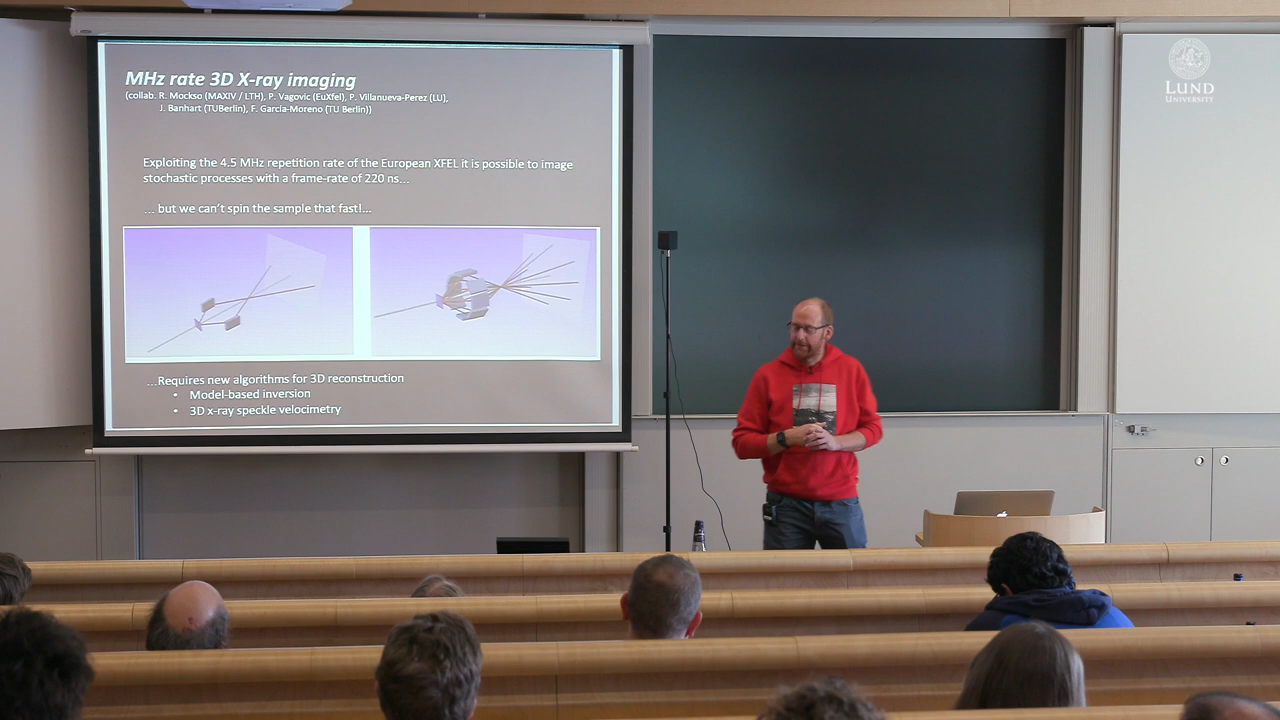 MHz rate 3D X-ray imaging
(collab. R. Mockso (MAXIV / LTH), P. Vagovic (EuXfel), P. Villanueva-Perez (LU),
J. Banhart (TUBerlin), F. Garcia-Moreno (TU Berlin))
Exploiting the 4.5 MHz repetition rate of the European XFEL it is possible to image
stochastic processes with a frame-rate of 220 ns...
... but we can't spin the sample that fast!...
...Requires new algorithms for 3D reconstruction
• Model-based inversion
• 3D x-ray speckle velocimetry
LUND
UNIVERSITY